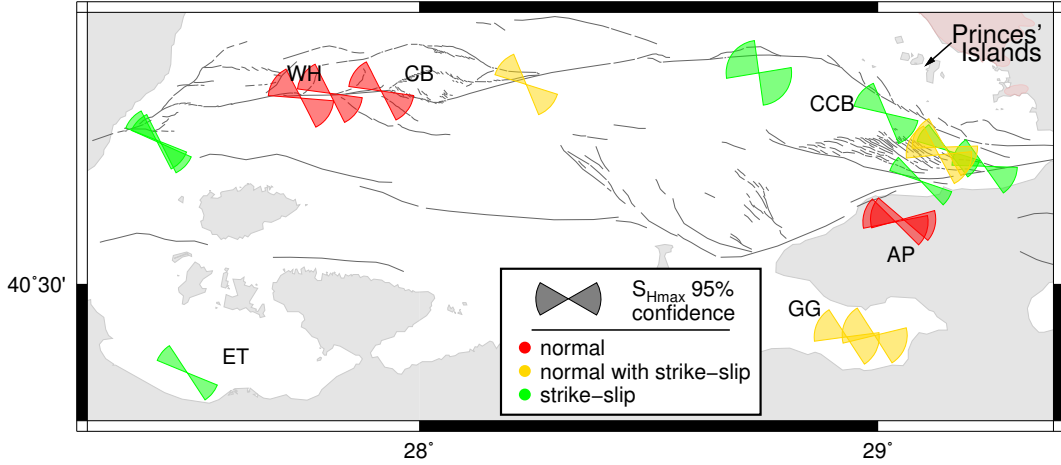 Princes'
Islands
WH
CB
CCB
AP
40°30'
GG
ET
SHmax 95%
confidence
normal
normal with strike–slip
strike–slip
28°
29°